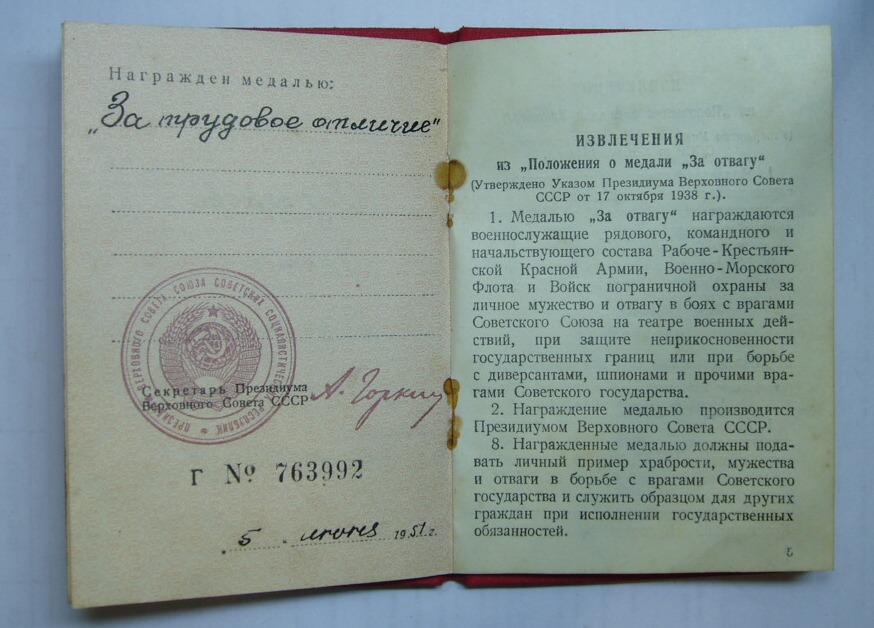 Награжден медалью:
„За трудовое отличие"
ПРЕЗИДИУМ ВЕРХОВНОГО СОВЕТА СОЮЗА СОВЕТСКИХ СОЦИАЛИСТИЧЕСКИХ РЕСПУБЛИК
Секретарь Президиума
Верховного Совета СССР
А. Горкин
Г № 763992
5 июня 1951 г.
ИЗВЛЕЧЕНИЯ
из „Положения о медали „За отвагу"
(Утверждено Указом Президиума Верховного Совета
СССР от 17 октября 1938 г.).
1. Медалью „За отвагу" награждаются
военнослужащие рядового, командного и
начальствующего состава Рабоче-Крестьян-
ской Красной Армии, Военно-Морского
Флота и Войск пограничной охраны за
личное мужество и отвагу в боях с врагами
Советского Союза на театре военных дей-
ствий, при защите неприкосновенности
государственных границ или при борьбе
с диверсантами, шпионами и прочими вра-
гами Советского государства.
2. Награждение медалью производится
Президиумом Верховного Совета СССР.
8. Награжденные медалью должны пода-
вать личный пример храбрости, мужества
и отваги в борьбе с врагами Советского
государства и служить образцом для других
граждан при исполнении государственных
обязанностей.